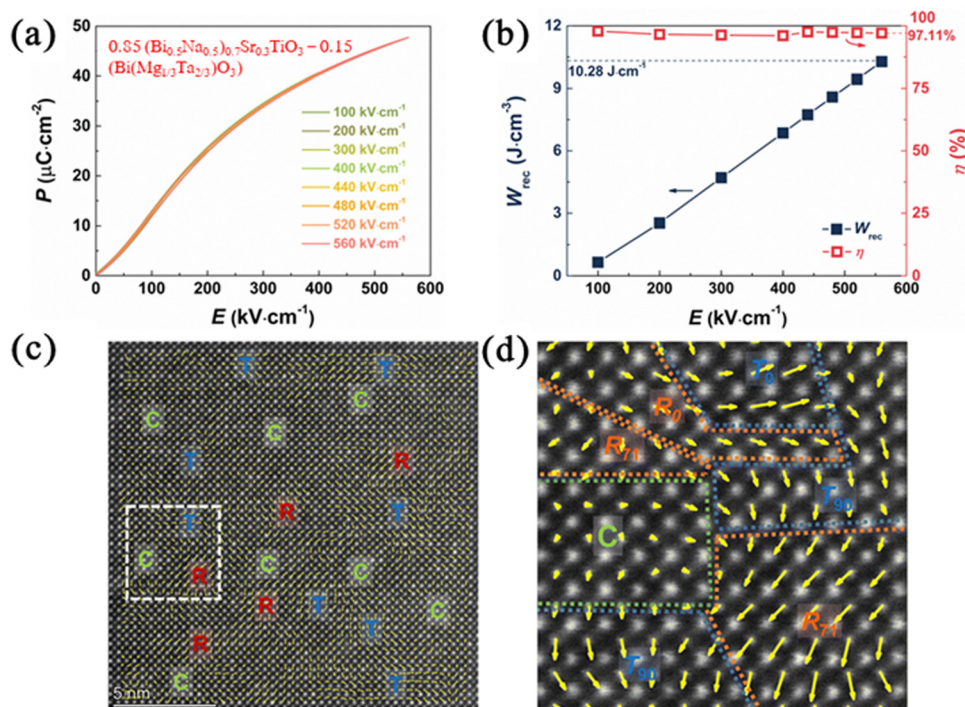 (a)
50
40
30
20
10
0
P (μC·cm⁻²)
0.85 (Bi₀.₅Na₀.₅)₀.₇Sr₀.₃TiO₃ – 0.15
(Bi(Mg₁/₃Ta₂/₃)O₃)
100 kV·cm⁻¹
200 kV·cm⁻¹
300 kV·cm⁻¹
400 kV·cm⁻¹
440 kV·cm⁻¹
480 kV·cm⁻¹
520 kV·cm⁻¹
560 kV·cm⁻¹
0 100 200 300 400 500 600
E (kV·cm⁻¹)
(b)
12
9
6
3
0
W_rec (J·cm⁻³)
10.28 J·cm⁻¹
100
97.11%
75
50
25
0
η (%)
W_rec
η
100 200 300 400 500 600
E (kV·cm⁻¹)
(c)
T T
C C
C
T R
R T
T
C C C
R
R T C
T
R
C T
5 nm
(d)
T₀
R₀
R₇₁
T₉₀
C
R₇₁
T₉₀